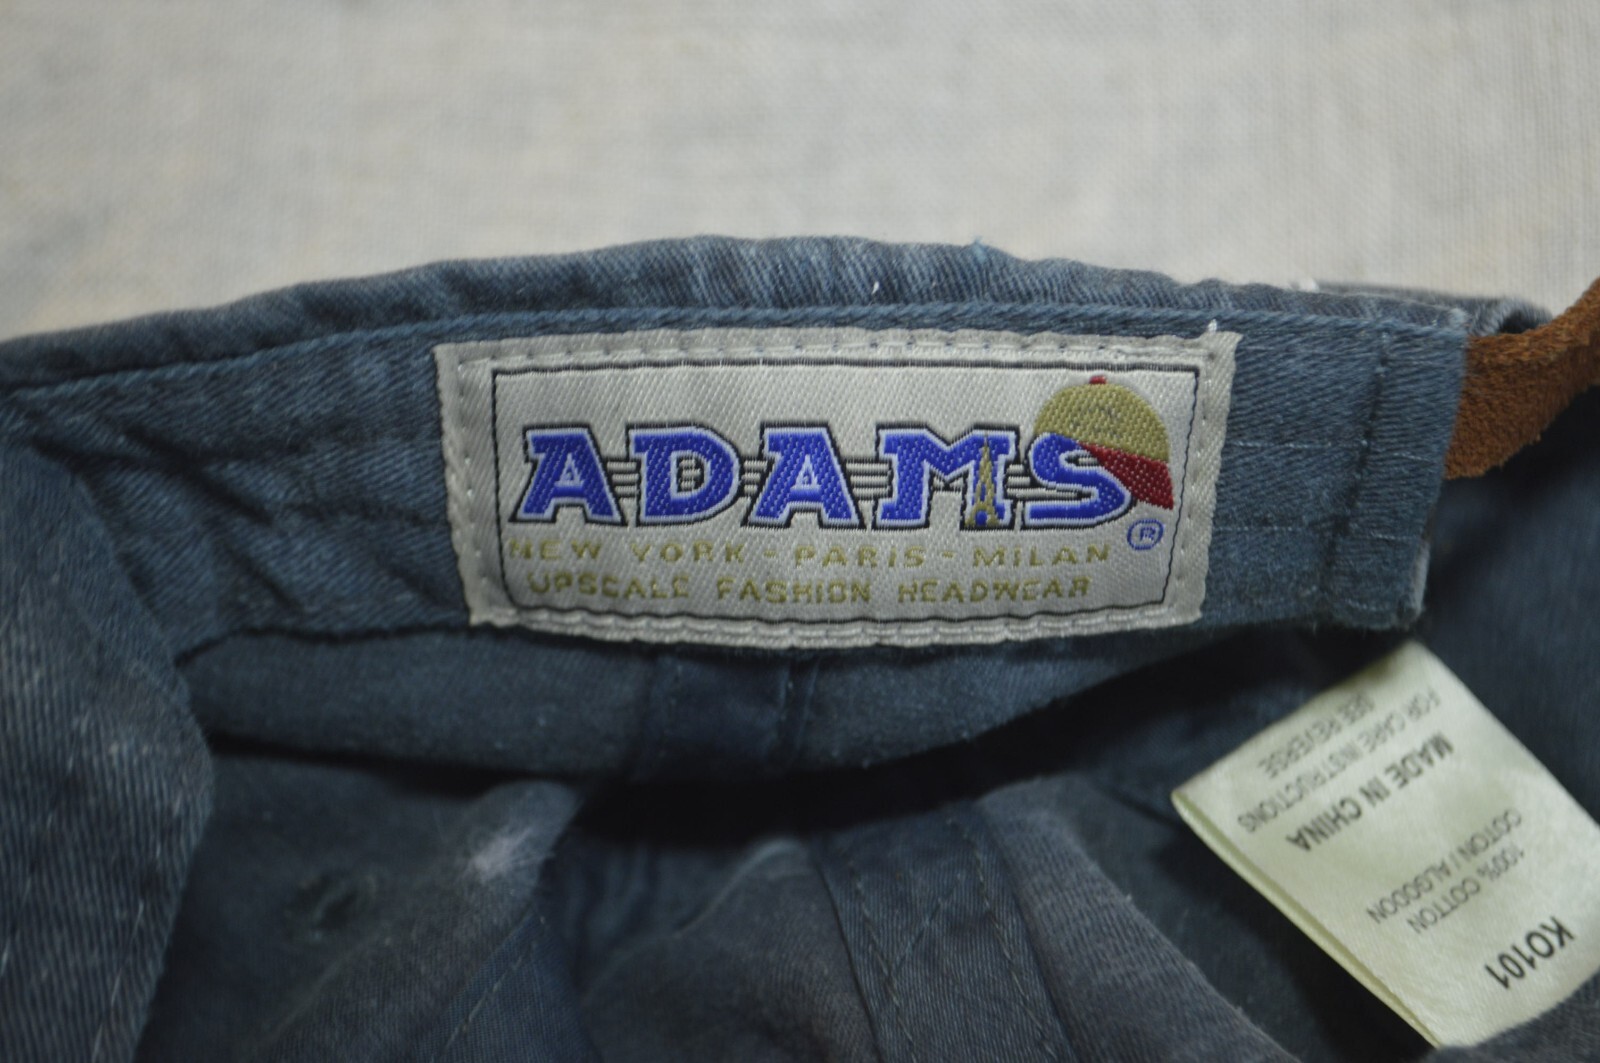 ADAMS
®
NEW YORK - PARIS - MILAN
UPSCALE FASHION HEADWEAR
KO101
100% COTTON
COTTON / ALGODON
MADE IN CHINA
FOR CARE INSTRUCTIONS
SEE REVERSE